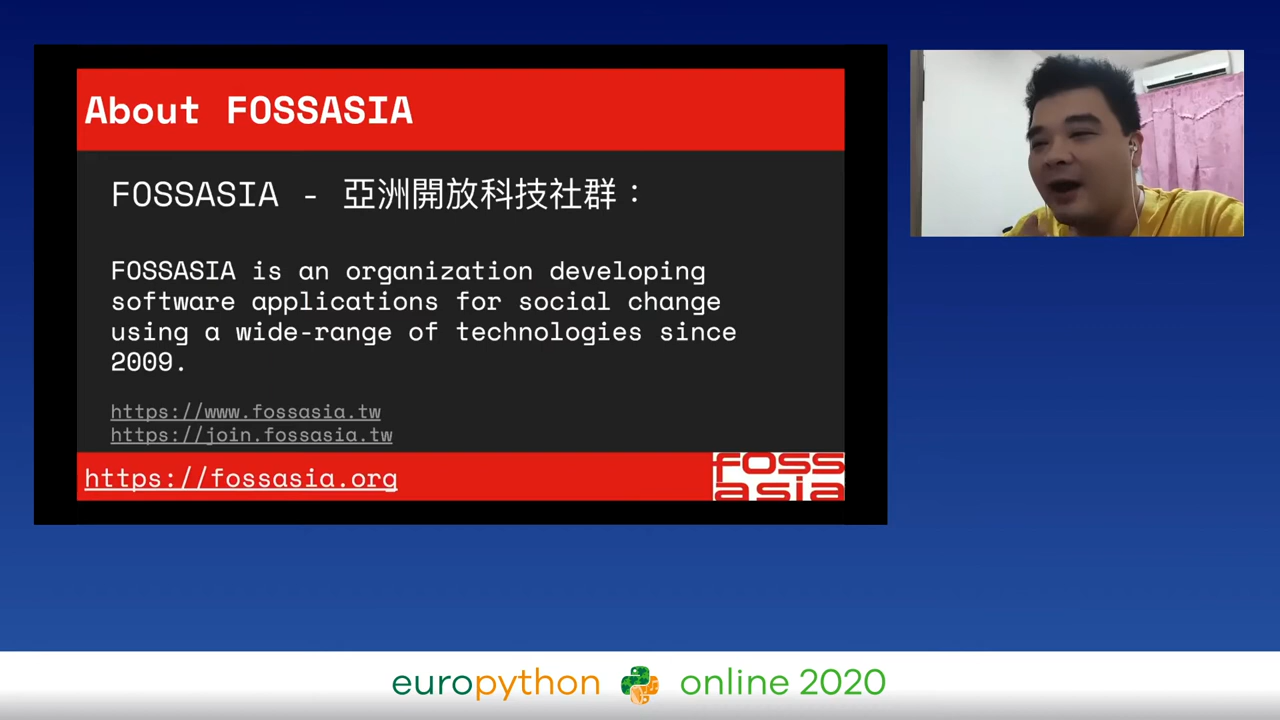 About FOSSASIA
FOSSASIA - 亞洲開放科技社群：
FOSSASIA is an organization developing
software applications for social change
using a wide-range of technologies since
2009.
https://www.fossasia.tw
https://join.fossasia.tw
https://fossasia.org
foss
asia
europython online 2020